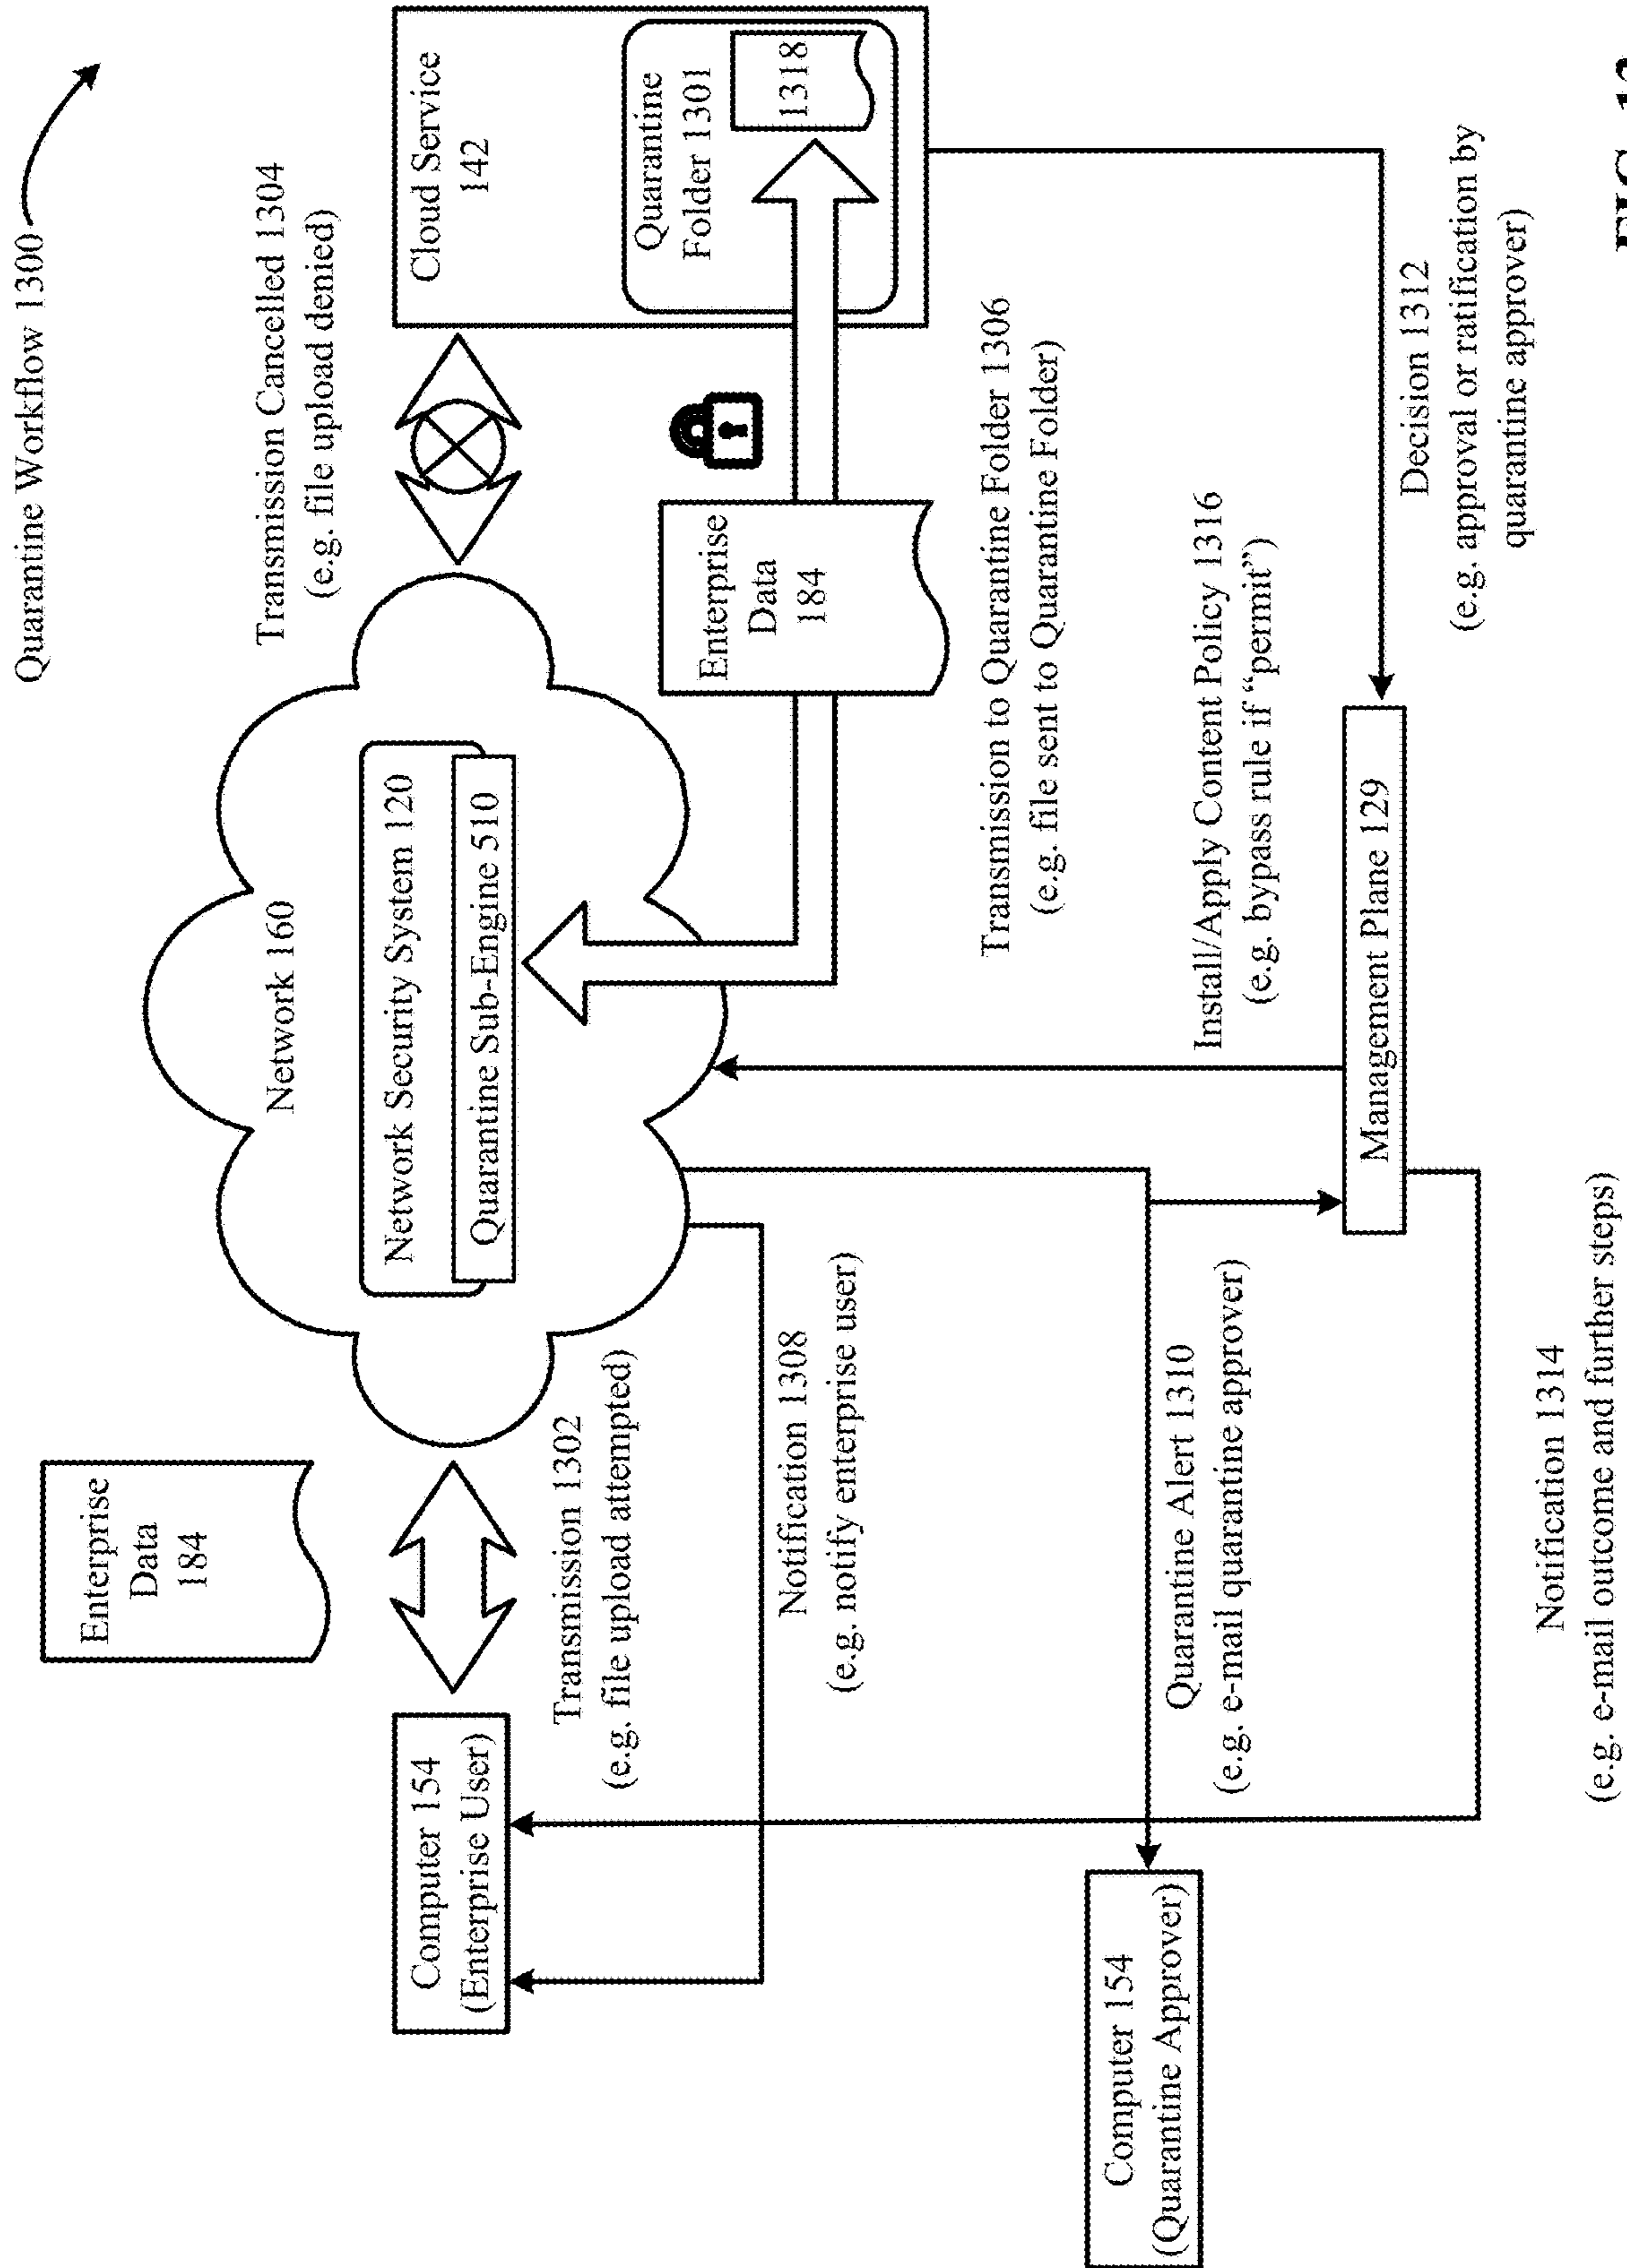 Quarantine Workflow 1300
Enterprise
Data
184
Computer 154
(Enterprise User)
Transmission 1302
(e.g. file upload attempted)
Network 160
Network Security System 120
Quarantine Sub-Engine 510
Transmission Cancelled 1304
(e.g. file upload denied)
Cloud Service
142
Quarantine
Folder 1301
1318
Enterprise
Data
184
Transmission to Quarantine Folder 1306
(e.g. file sent to Quarantine Folder)
Notification 1308
(e.g. notify enterprise user)
Quarantine Alert 1310
(e.g. e-mail quarantine approver)
Computer 154
(Quarantine Approver)
Install/Apply Content Policy 1316
(e.g. bypass rule if “permit”)
Management Plane 129
Decision 1312
(e.g. approval or ratification by
quarantine approver)
Notification 1314
(e.g. e-mail outcome and further steps)